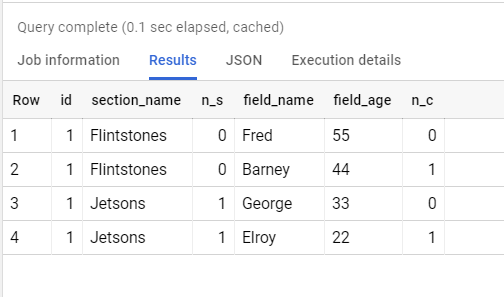 Query complete (0.1 sec elapsed, cached)
Job information Results JSON Execution details
Row id section_name n_s field_name field_age n_c
1 1 Flintstones 0 Fred 55 0
2 1 Flintstones 0 Barney 44 1
3 1 Jetsons 1 George 33 0
4 1 Jetsons 1 Elroy 22 1